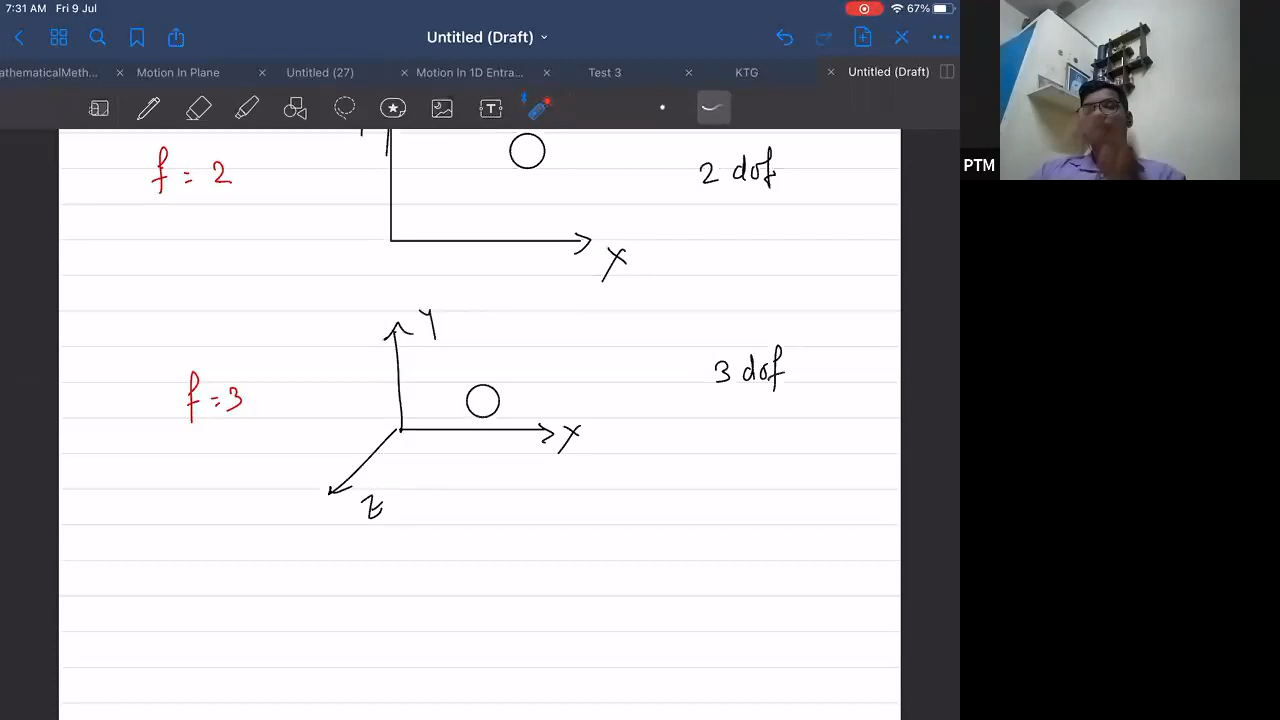 7:31 AM Fri 9 Jul
67%
Untitled (Draft)
athematicalMeth...
Motion In Plane
Untitled (27)
Motion In 1D Entra...
Test 3
KTG
Untitled (Draft)
T
PTM
f = 2
2 dof
X
Y
f = 3
3 dof
X
Z